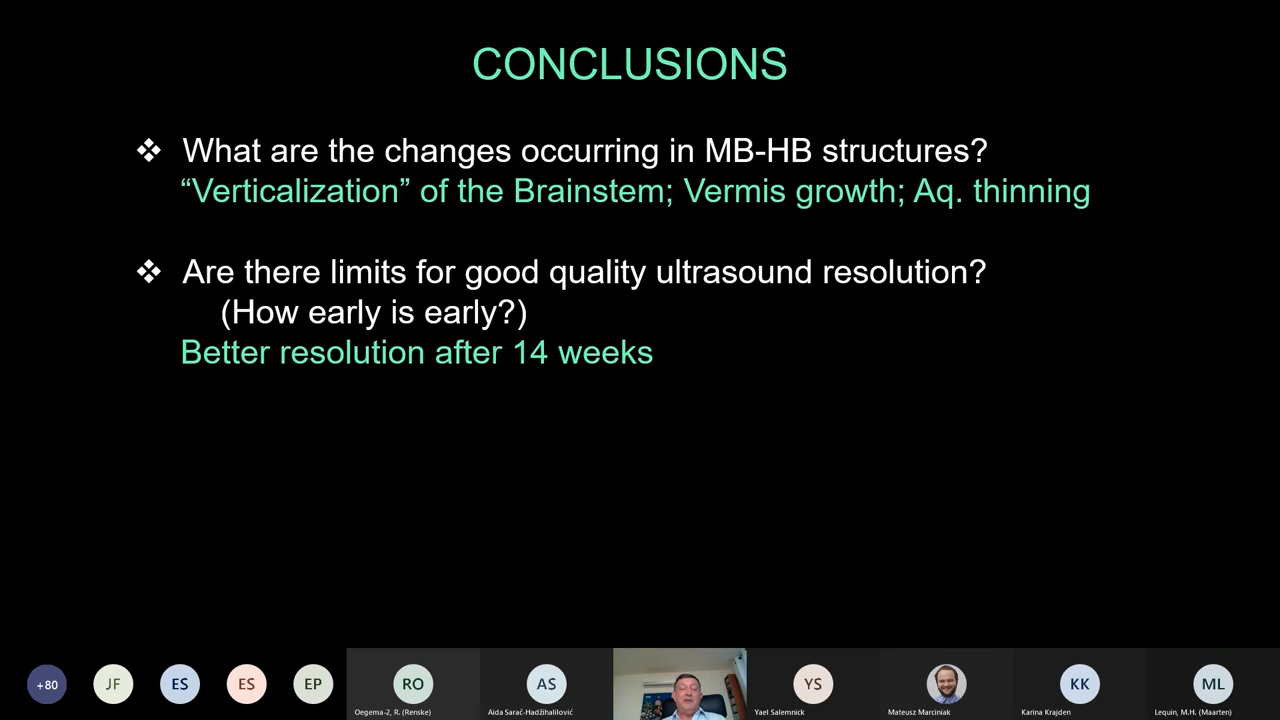 CONCLUSIONS
❖ What are the changes occurring in MB-HB structures?
“Verticalization” of the Brainstem; Vermis growth; Aq. thinning
❖ Are there limits for good quality ultrasound resolution?
(How early is early?)
Better resolution after 14 weeks
+80
JF
ES
ES
EP
RO
AS
YS
KK
ML
Oegema-2, R. (Renske)
Aida Sarač-Hadžihalilović
Yael Salemnick
Mateusz Marciniak
Karina Krajden
Lequin, M.H. (Maarten)